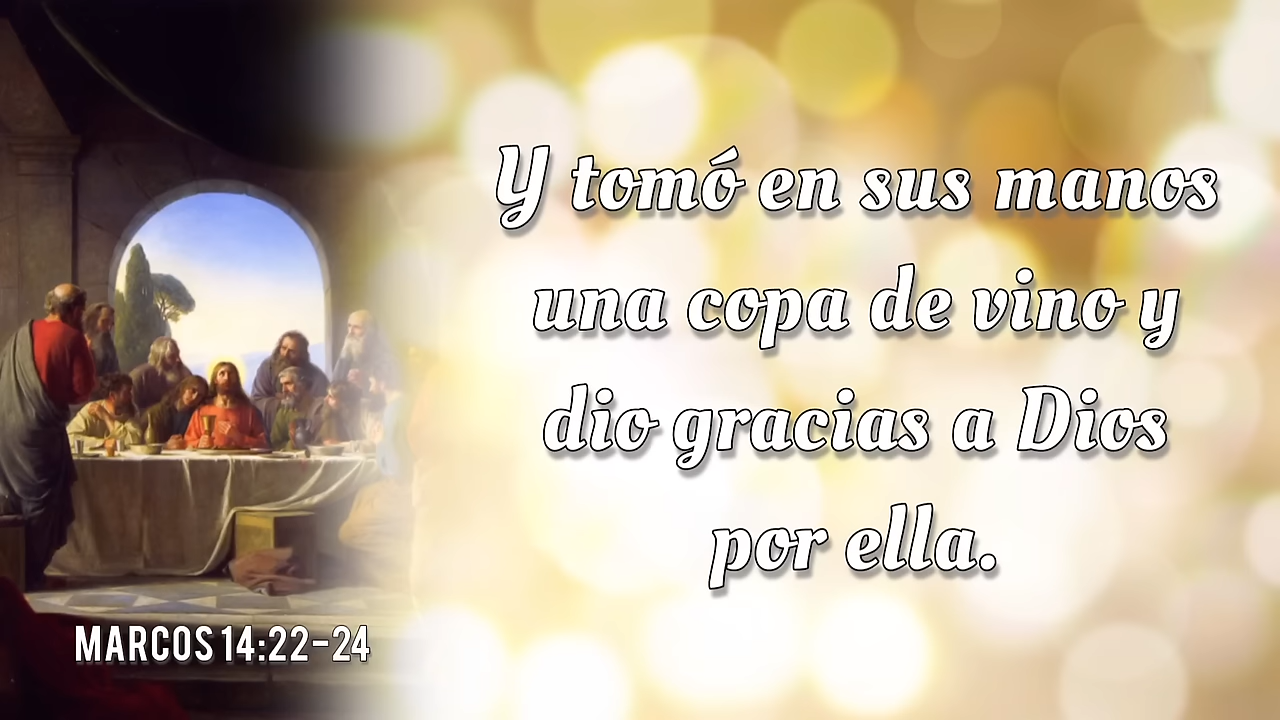 Y tomó en sus manos
una copa de vino y
dio gracias a Dios
por ella.
MARCOS 14:22-24